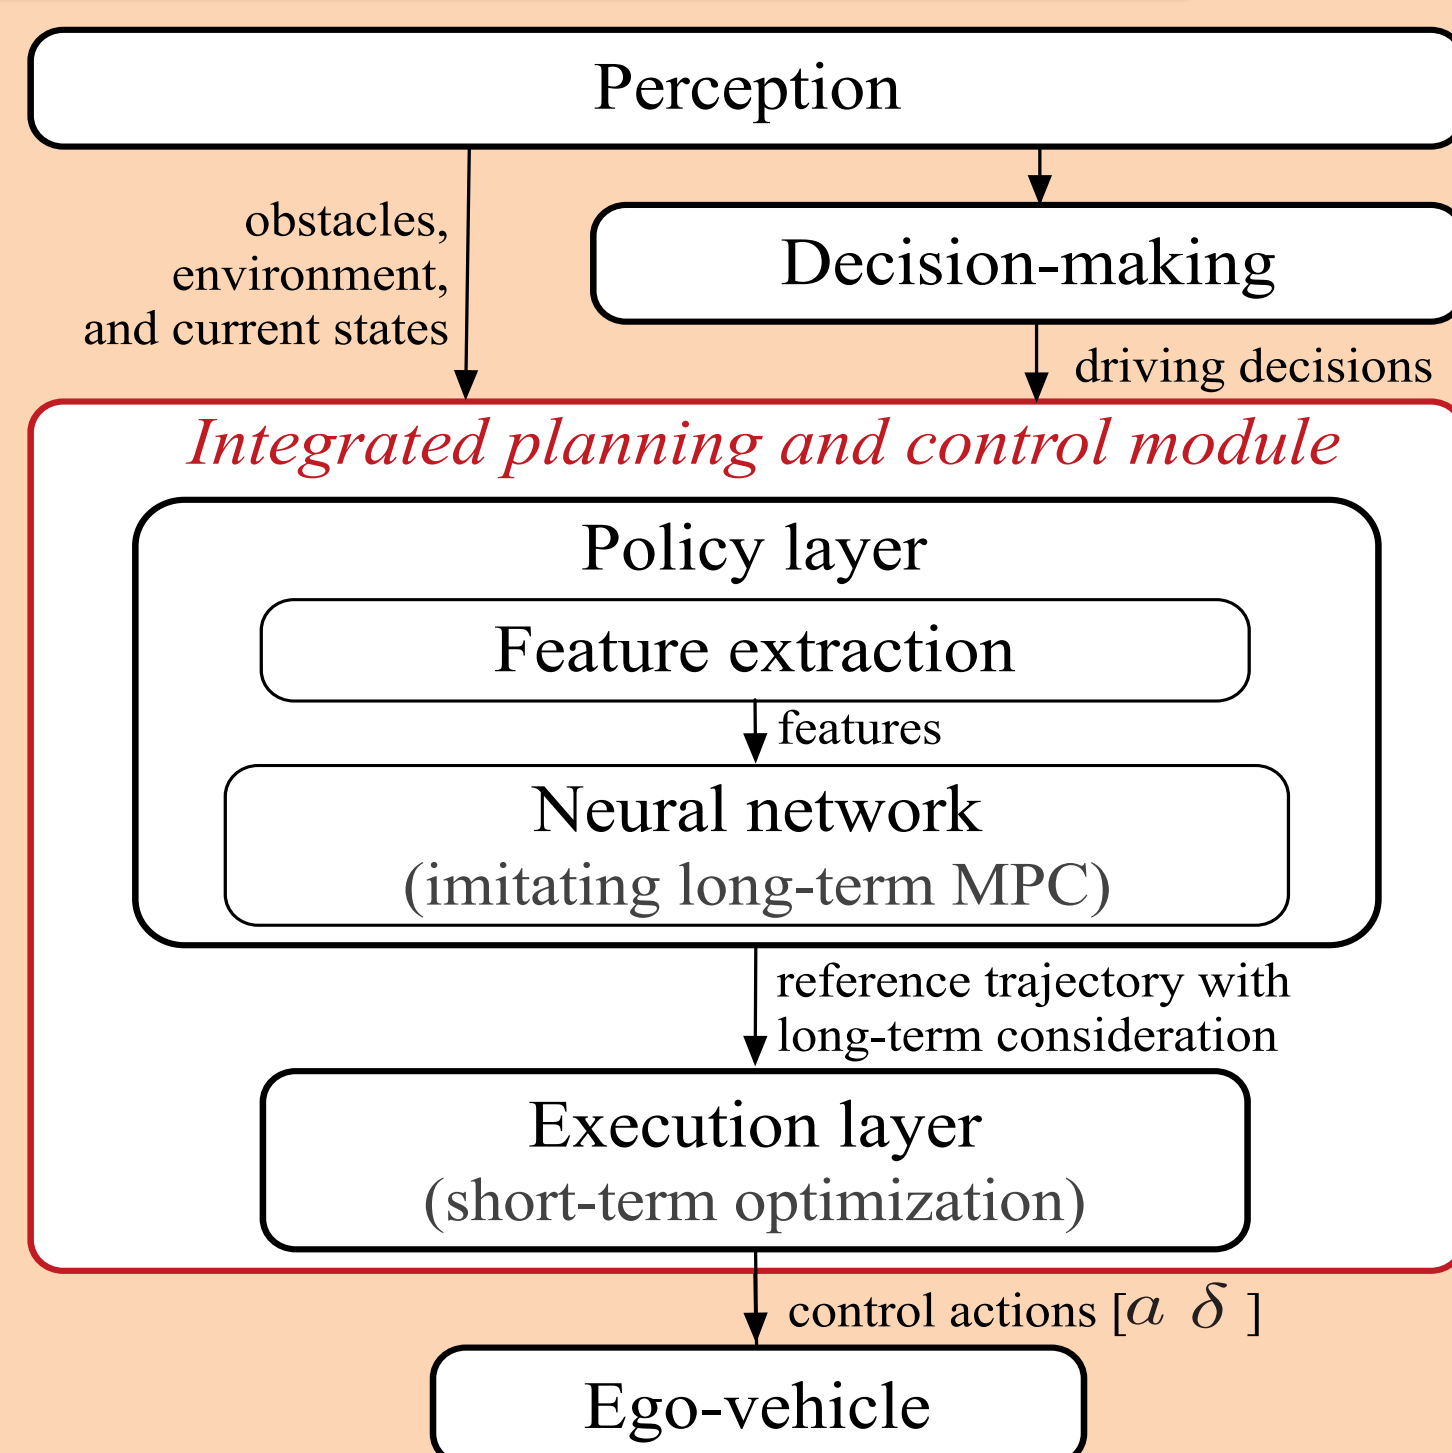 Perception
obstacles,
environment,
and current states
Decision-making
driving decisions
Integrated planning and control module
Policy layer
Feature extraction
features
Neural network
(imitating long-term MPC)
reference trajectory with
long-term consideration
Execution layer
(short-term optimization)
control actions [a δ ]
Ego-vehicle